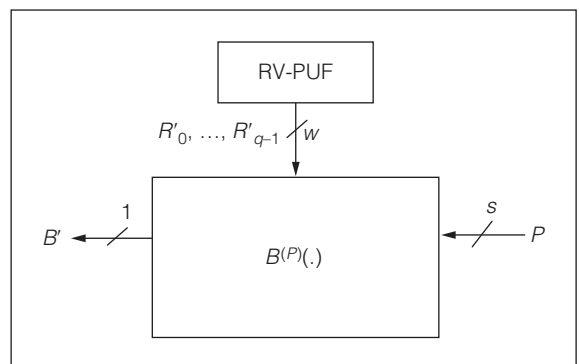 RV-PUF
R′₀, …, R′q–1
w
1
s
B′
P
B⁽ᴾ⁾(.)